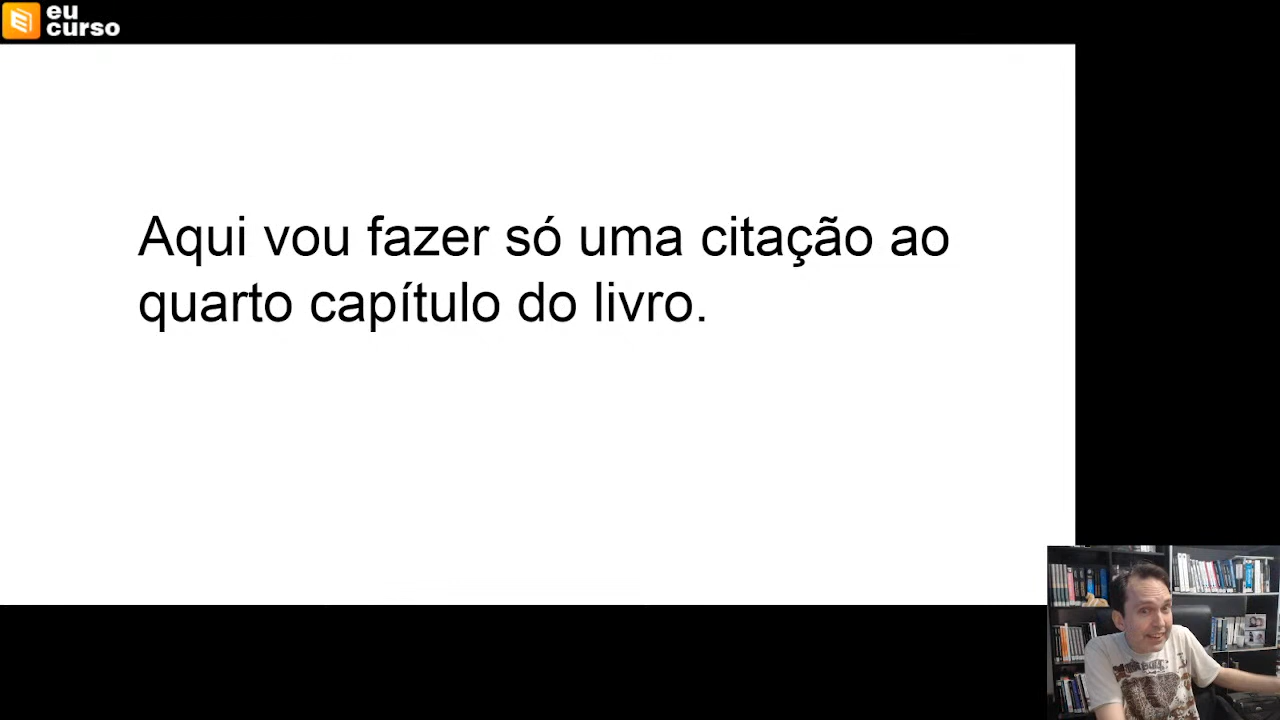 eu
curso
Aqui vou fazer só uma citação ao
quarto capítulo do livro.